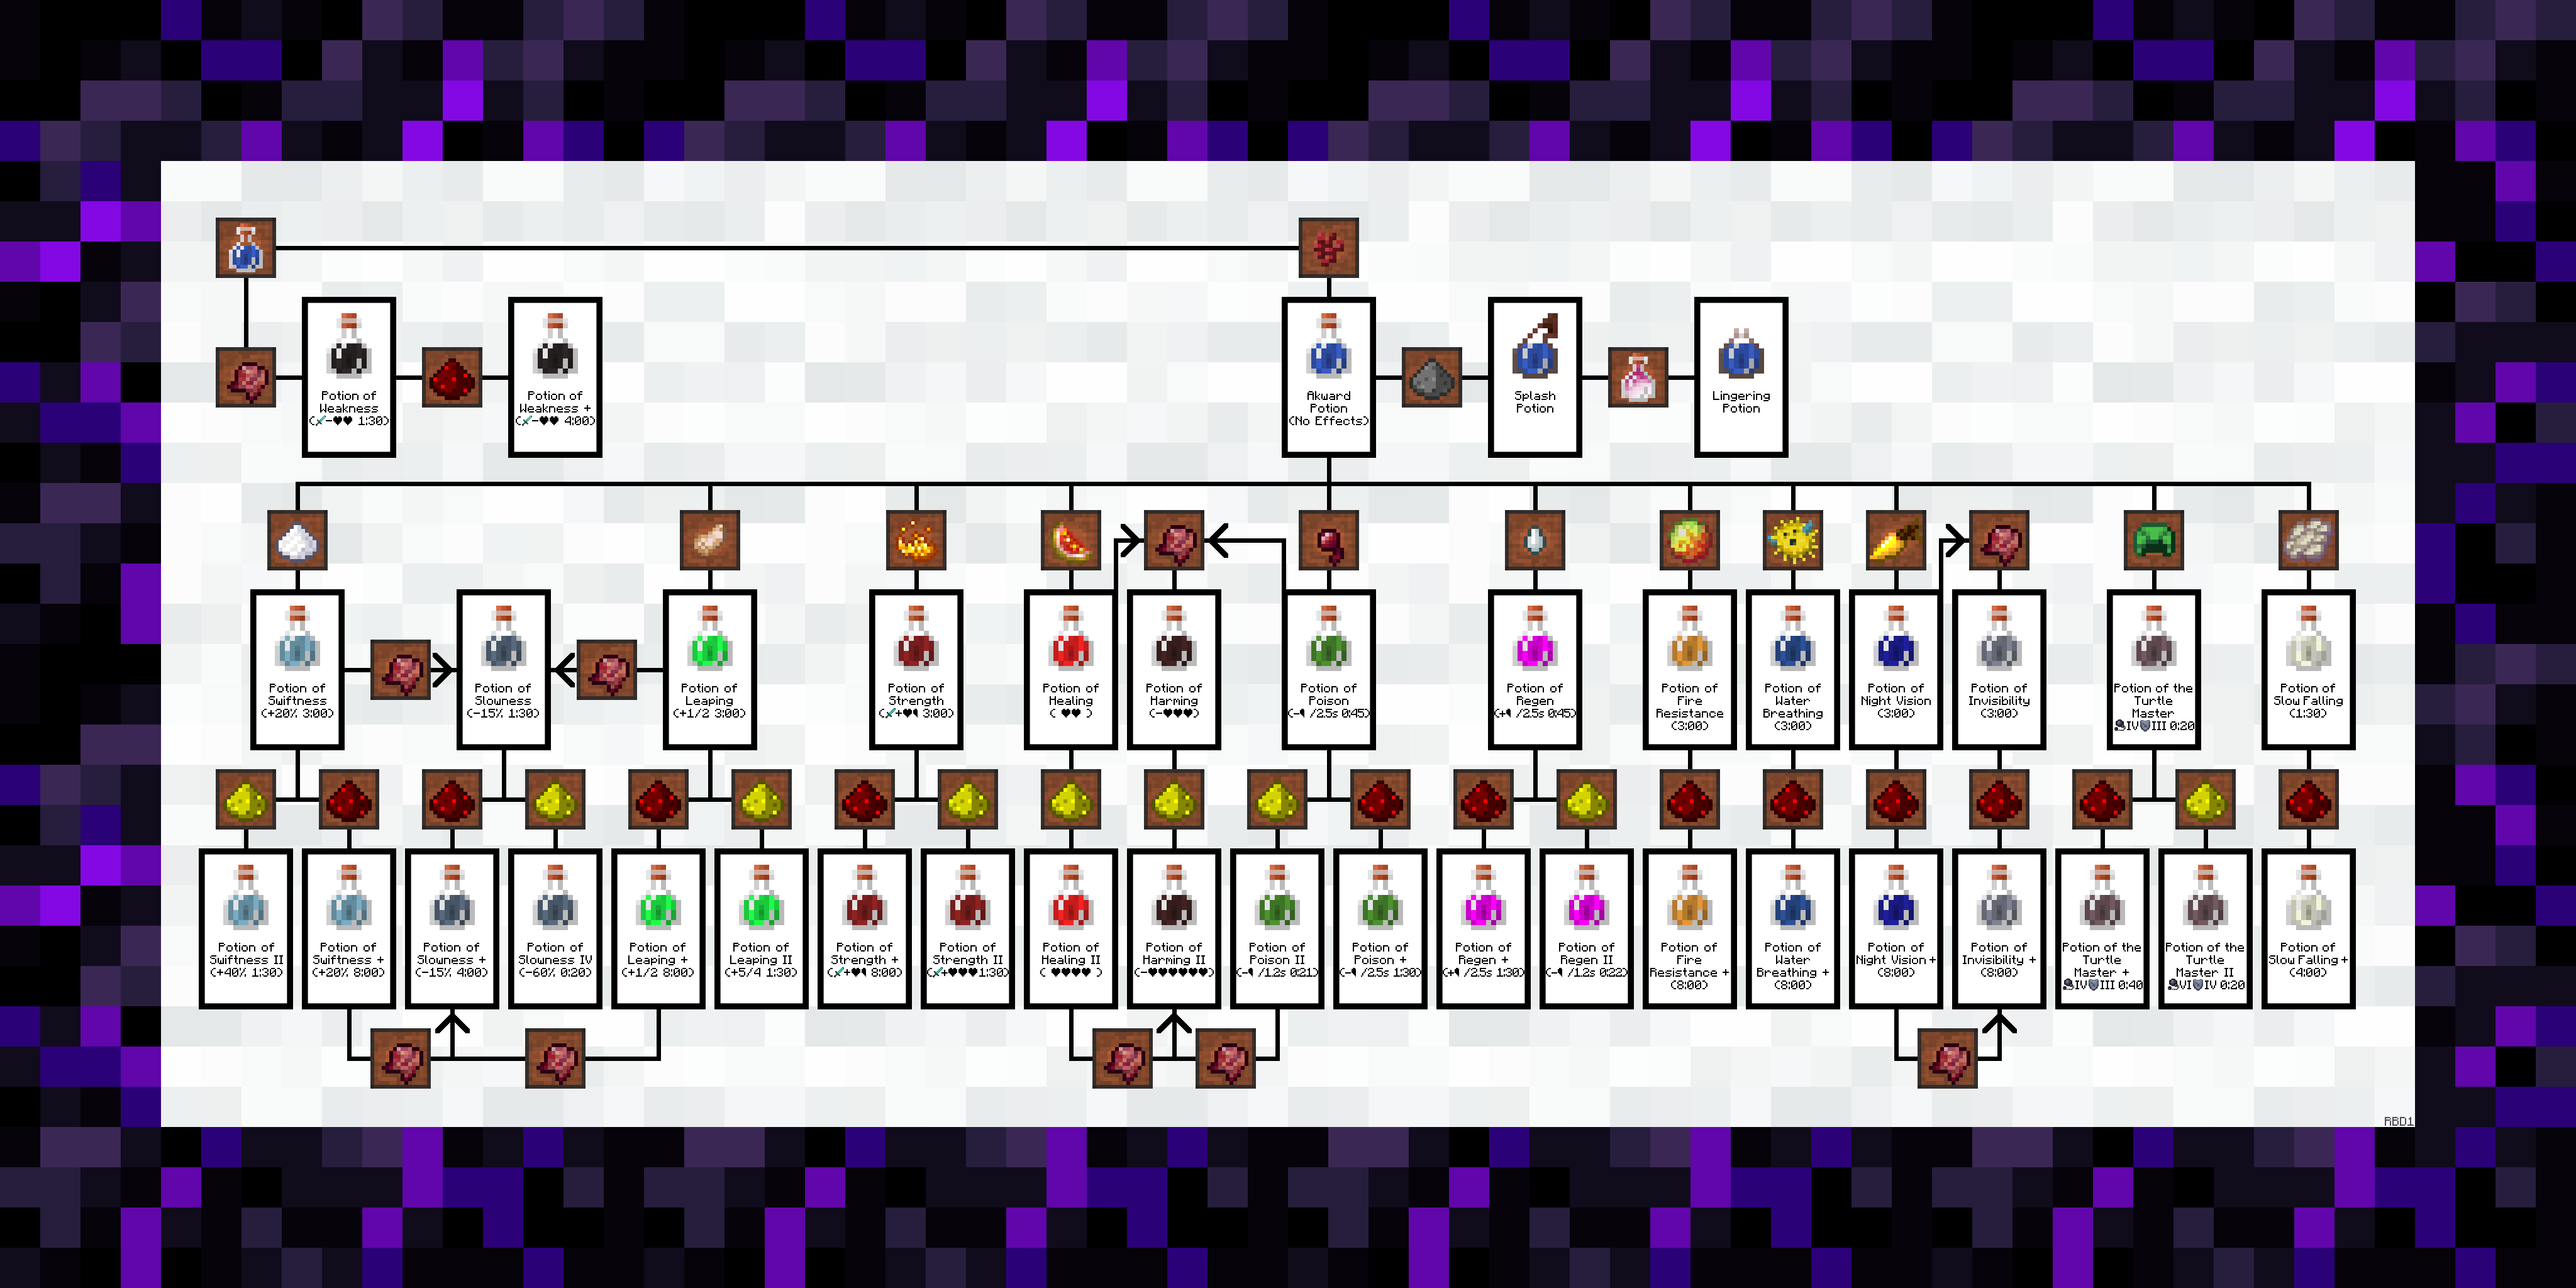 Potion of
Weakness
(-♥♥ 1:30)
Potion of
Weakness +
(-♥♥ 4:00)
Akward
Potion
(No Effects)
Splash
Potion
Lingering
Potion
Potion of
Swiftness
(+20% 3:00)
Potion of
Slowness
(-15% 1:30)
Potion of
Leaping
(+1/2 3:00)
Potion of
Strength
(+♥ 3:00)
Potion of
Healing
( ♥♥ )
Potion of
Harming
(-♥♥♥)
Potion of
Poison
(- /2.5s 0:45)
Potion of
Regen
(+ /2.5s 0:45)
Potion of
Fire
Resistance
(3:00)
Potion of
Water
Breathing
(3:00)
Potion of
Night Vision
(3:00)
Potion of
Invisibility
(3:00)
Potion of the
Turtle
Master
IV III 0:20
Potion of
Slow Falling
(1:30)
Potion of
Swiftness II
(+40% 1:30)
Potion of
Swiftness +
(+20% 8:00)
Potion of
Slowness +
(-15% 4:00)
Potion of
Slowness IV
(-60% 0:20)
Potion of
Leaping +
(+1/2 8:00)
Potion of
Leaping II
(+5/4 1:30)
Potion of
Strength +
(+♥ 8:00)
Potion of
Strength II
(+♥♥♥1:30)
Potion of
Healing II
( ♥♥♥♥ )
Potion of
Harming II
(-♥♥♥♥♥♥)
Potion of
Poison II
(- /1.2s 0:21)
Potion of
Poison +
(- /2.5s 1:30)
Potion of
Regen +
(+ /2.5s 1:30)
Potion of
Regen II
(- /1.2s 0:22)
Potion of
Fire
Resistance +
(8:00)
Potion of
Water
Breathing +
(8:00)
Potion of
Night Vision +
(8:00)
Potion of
Invisibility +
(8:00)
Potion of the
Turtle
Master +
IV III 0:40
Potion of the
Turtle
Master II
VI IV 0:20
Potion of
Slow Falling +
(4:00)
RBD1